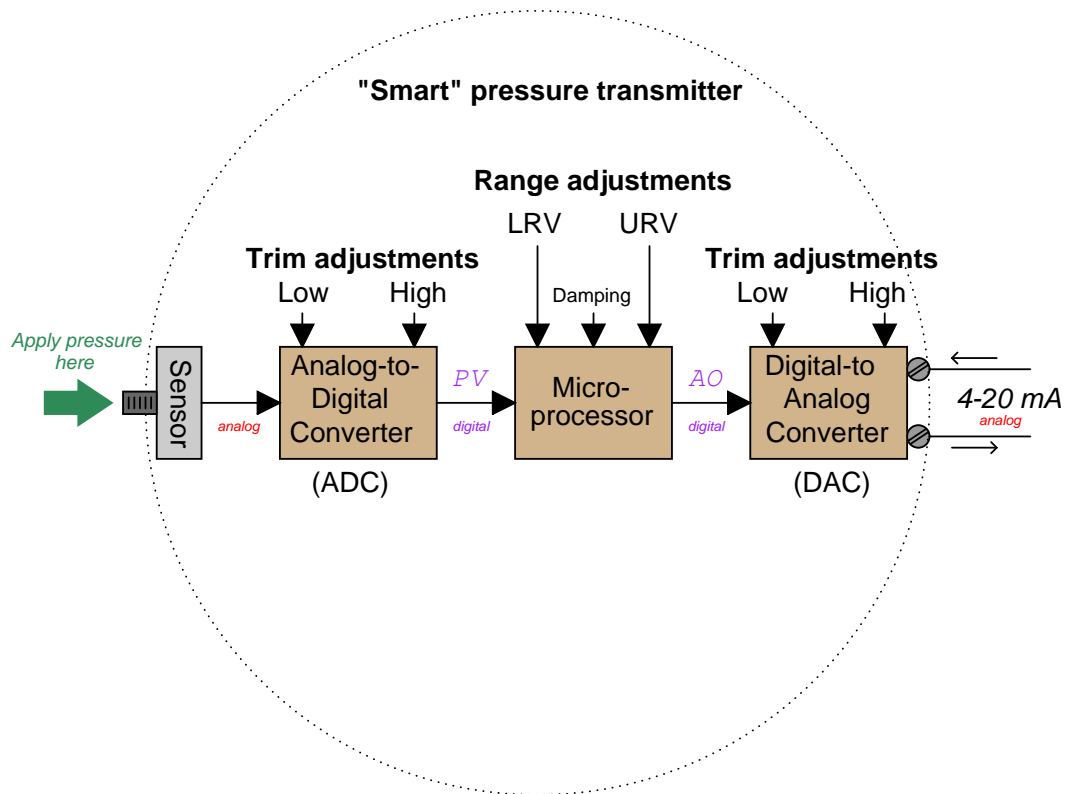 "Smart" pressure transmitter
Range adjustments
LRV
URV
Trim adjustments
Low
High
Damping
Trim adjustments
Low
High
Apply pressure
here
Sensor
analog
Analog-to-
Digital
Converter
(ADC)
PV
digital
Micro-
processor
AO
digital
Digital-to
Analog
Converter
(DAC)
4-20 mA
analog